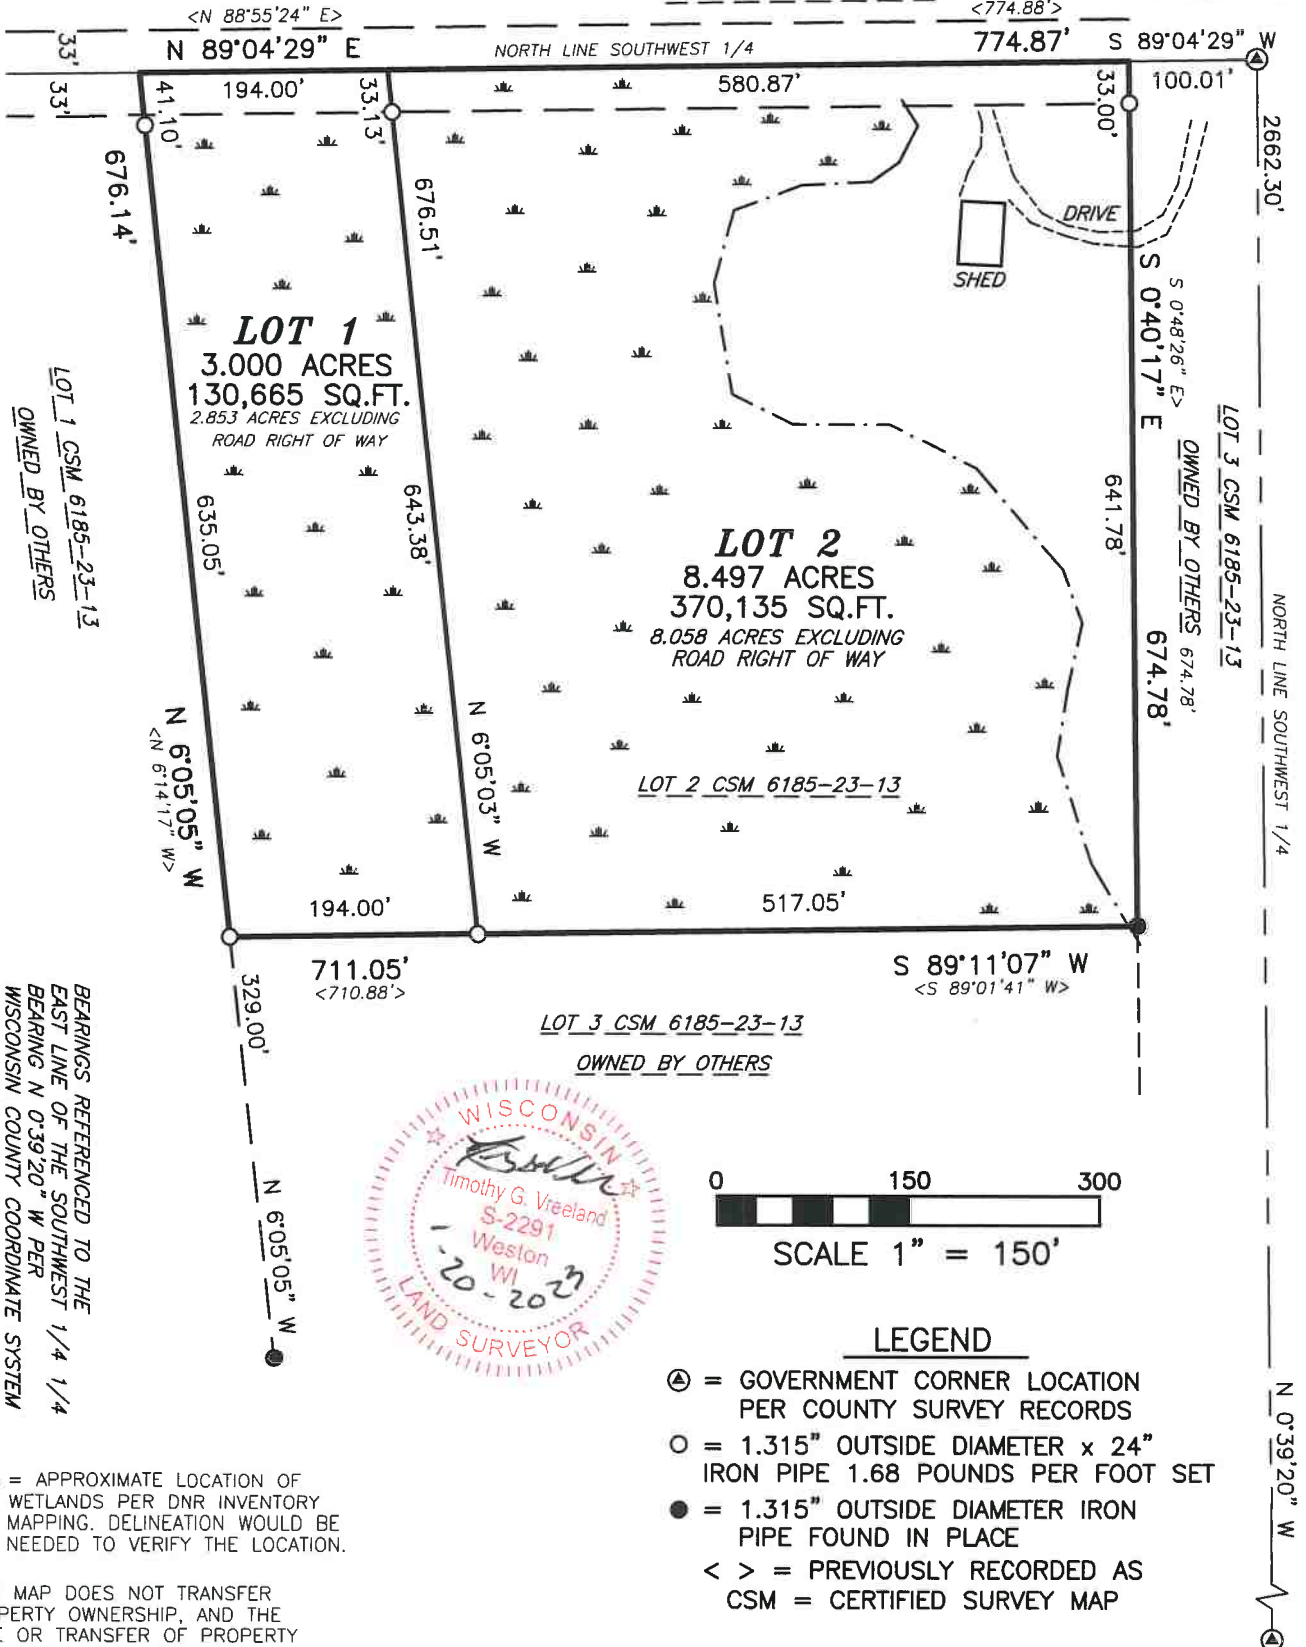 <N 88°55'24" E>
<774.88'>
N 89°04'29" E
NORTH LINE SOUTHWEST 1/4
774.87'
S 89°04'29" W
33'
33'
194.00'
580.87'
100.01'
41.10'
33.13'
33.00'
2662.30'
676.14'
676.51'
DRIVE
SHED
S 0°40'17" E
S 0°48'26" E>
LOT 1
3.000 ACRES
130,665 SQ.FT.
2.853 ACRES EXCLUDING
ROAD RIGHT OF WAY
LOT 1 CSM 6185-23-13
OWNED BY OTHERS
635.05'
643.38'
641.78'
LOT 3 CSM 6185-23-13
OWNED BY OTHERS
674.78'
674.78'
NORTH LINE SOUTHWEST 1/4
LOT 2
8.497 ACRES
370,135 SQ.FT.
8.058 ACRES EXCLUDING
ROAD RIGHT OF WAY
N 6°05'05" W
<N 6°14'17" W>
N 6°05'03" W
LOT 2 CSM 6185-23-13
194.00'
517.05'
711.05'
<710.88'>
S 89°11'07" W
<S 89°01'41" W>
329.00'
LOT 3 CSM 6185-23-13
OWNED BY OTHERS
N 6°05'05" W
BEARINGS REFERENCED TO THE
EAST LINE OF THE SOUTHWEST 1/4 1/4
BEARING N 0°39'20" W PER
WISCONSIN COUNTY COORDINATE SYSTEM
WISCONSIN
Timothy G. Vreeland
S-2291
Weston
WI
-20-2023
LAND SURVEYOR
0 150 300
SCALE 1" = 150'
LEGEND
= GOVERNMENT CORNER LOCATION
PER COUNTY SURVEY RECORDS
= 1.315" OUTSIDE DIAMETER x 24"
IRON PIPE 1.68 POUNDS PER FOOT SET
= 1.315" OUTSIDE DIAMETER IRON
PIPE FOUND IN PLACE
< > = PREVIOUSLY RECORDED AS
CSM = CERTIFIED SURVEY MAP
N 0°39'20" W
= APPROXIMATE LOCATION OF
WETLANDS PER DNR INVENTORY
MAPPING. DELINEATION WOULD BE
NEEDED TO VERIFY THE LOCATION.
MAP DOES NOT TRANSFER
PERTY OWNERSHIP, AND THE
OR TRANSFER OF PROPERTY